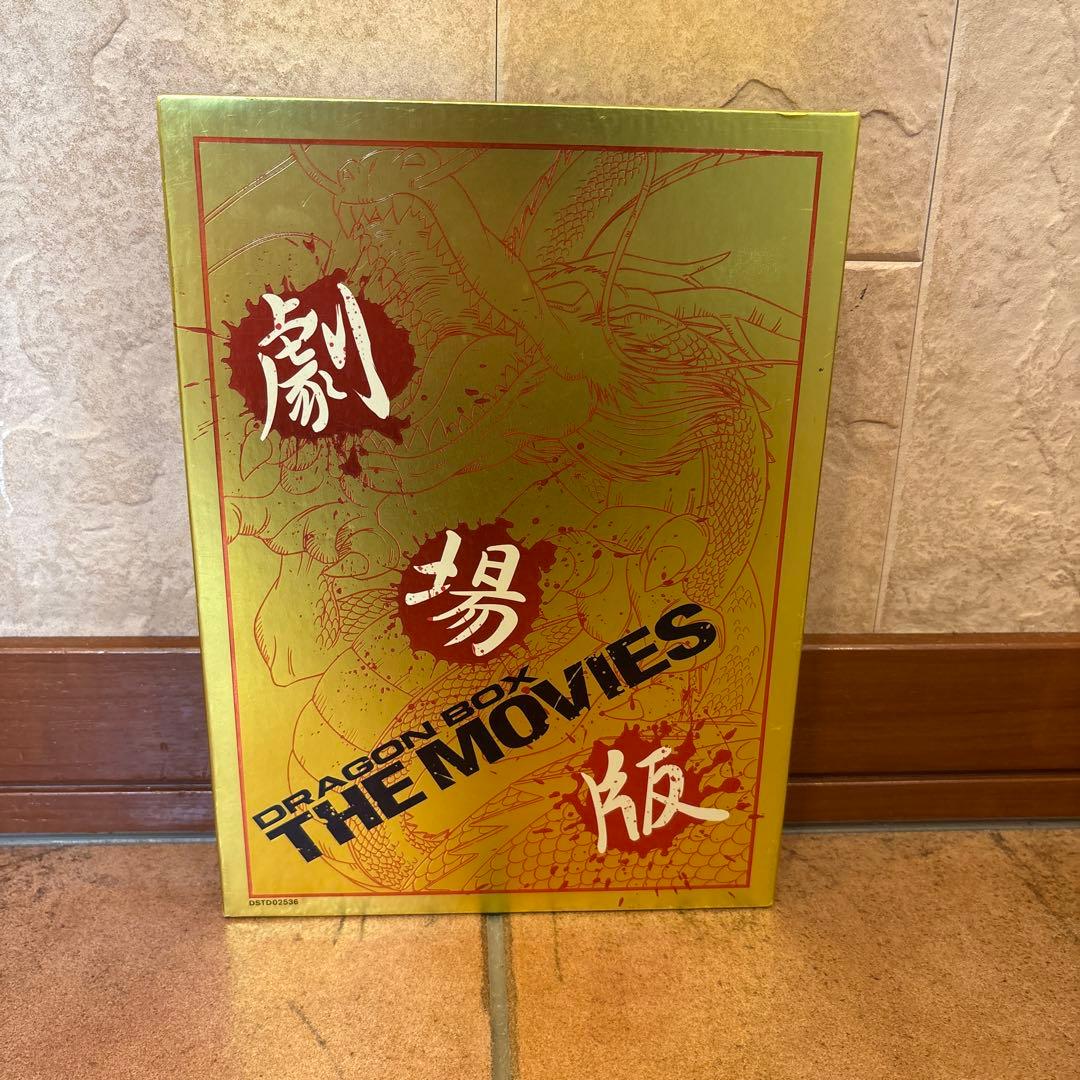 劇
場
版
DRAGON BOX
THE MOVIES
DSTD02536